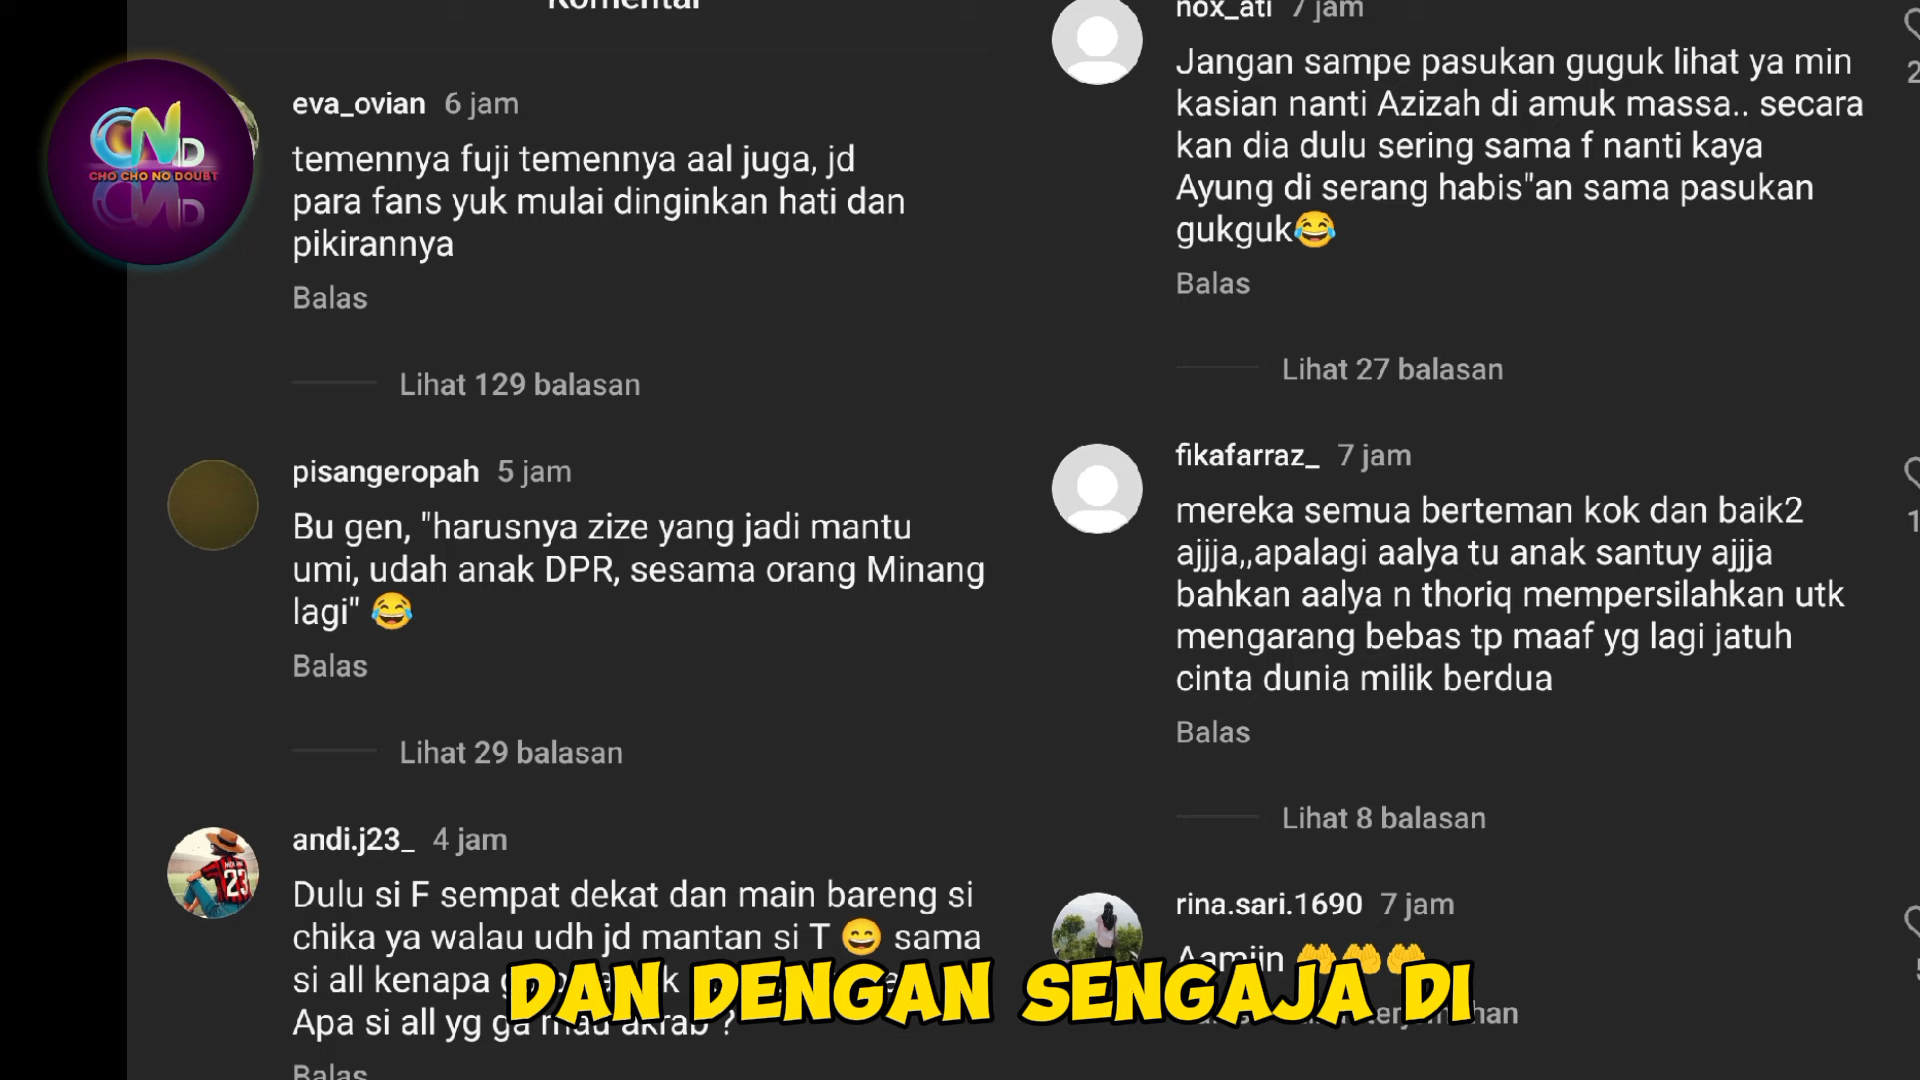 Komentar
CND
CHO CHO NO DOUBT
eva_ovian 6 jam
temennya fuji temennya aal juga, jd
para fans yuk mulai dinginkan hati dan
pikirannya
Balas
Lihat 129 balasan
pisangeropah 5 jam
Bu gen, "harusnya zize yang jadi mantu
umi, udah anak DPR, sesama orang Minang
lagi" 😂
Balas
Lihat 29 balasan
andi.j23_ 4 jam
Dulu si F sempat dekat dan main bareng si
chika ya walau udh jd mantan si T 😄 sama
si all kenapa
Apa si all yg ga mau akrab ?
Balas
nox_ati 7 jam
Jangan sampe pasukan guguk lihat ya min
kasian nanti Azizah di amuk massa.. secara
kan dia dulu sering sama f nanti kaya
Ayung di serang habis"an sama pasukan
gukguk😂
Balas
Lihat 27 balasan
fikafarraz_ 7 jam
mereka semua berteman kok dan baik2
ajjja,,apalagi aalya tu anak santuy ajjja
bahkan aalya n thoriq mempersilahkan utk
mengarang bebas tp maaf yg lagi jatuh
cinta dunia milik berdua
Balas
Lihat 8 balasan
rina.sari.1690 7 jam
Aamiin 🤲🤲🤲
DAN DENGAN SENGAJA DI